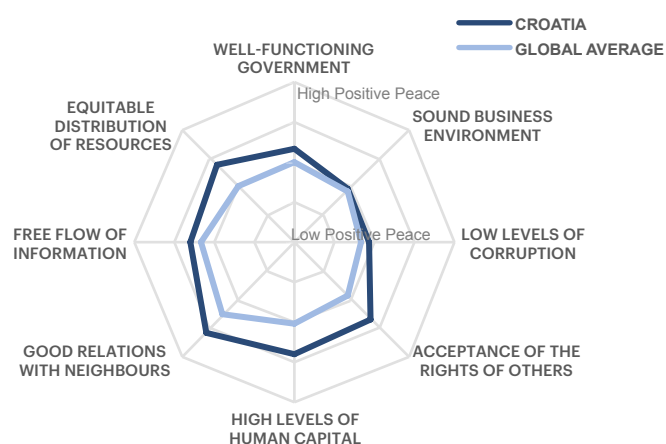 CROATIA
GLOBAL AVERAGE
WELL-FUNCTIONING
GOVERNMENT
High Positive Peace
EQUITABLE
DISTRIBUTION
OF RESOURCES
SOUND BUSINESS
ENVIRONMENT
FREE FLOW OF
INFORMATION
Low Positive Peace
LOW LEVELS OF
CORRUPTION
GOOD RELATIONS
WITH NEIGHBOURS
ACCEPTANCE OF THE
RIGHTS OF OTHERS
HIGH LEVELS OF
HUMAN CAPITAL